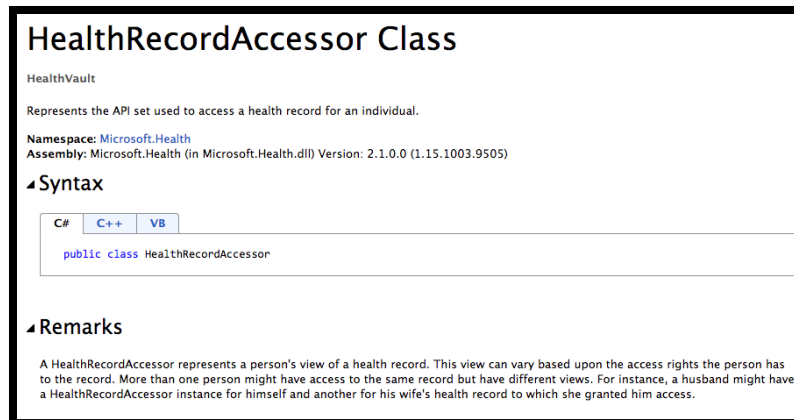 HealthRecordAccessor Class
HealthVault
Represents the API set used to access a health record for an individual.
Namespace: Microsoft.Health
Assembly: Microsoft.Health (in Microsoft.Health.dll) Version: 2.1.0.0 (1.15.1003.9505)
Syntax
C# C++ VB
public class HealthRecordAccessor
Remarks
A HealthRecordAccessor represents a person's view of a health record. This view can vary based upon the access rights the person has
to the record. More than one person might have access to the same record but have different views. For instance, a husband might have
a HealthRecordAccessor instance for himself and another for his wife's health record to which she granted him access.